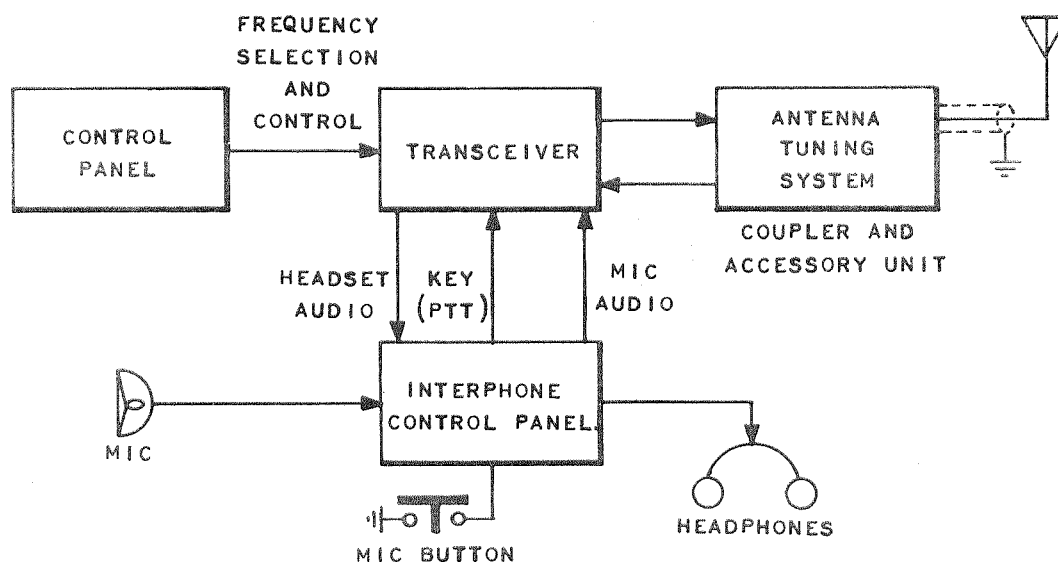 FREQUENCY
SELECTION
AND
CONTROL
CONTROL
PANEL
TRANSCEIVER
ANTENNA
TUNING
SYSTEM
COUPLER AND
ACCESSORY UNIT
HEADSET
AUDIO
KEY
(PTT)
MIC
AUDIO
INTERPHONE
CONTROL PANEL.
MIC
HEADPHONES
MIC BUTTON